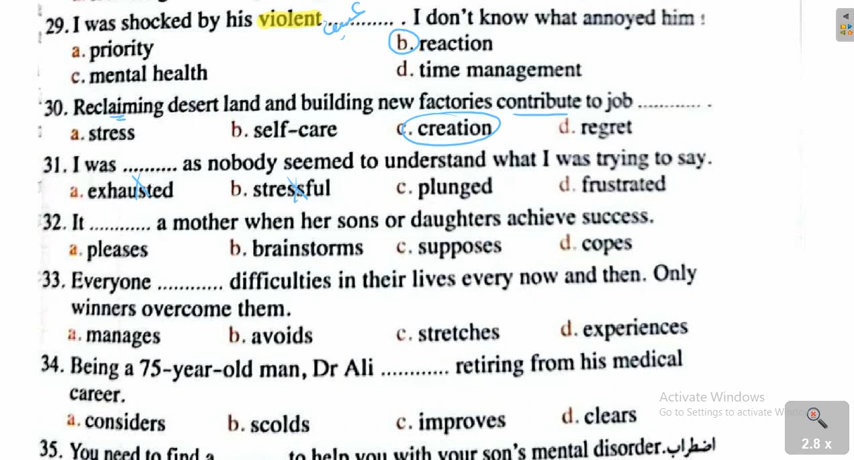 29. I was shocked by his violent ............ . I don't know what annoyed him !
عنيف
a. priority b. reaction
c. mental health d. time management
30. Reclaiming desert land and building new factories contribute to job ............ .
a. stress b. self-care c. creation d. regret
31. I was .......... as nobody seemed to understand what I was trying to say.
a. exhausted b. stressful c. plunged d. frustrated
32. It ............ a mother when her sons or daughters achieve success.
a. pleases b. brainstorms c. supposes d. copes
33. Everyone ............ difficulties in their lives every now and then. Only
winners overcome them.
a. manages b. avoids c. stretches d. experiences
34. Being a 75-year-old man, Dr Ali ............ retiring from his medical
career.
a. considers b. scolds c. improves d. clears
Activate Windows
Go to Settings to activate Windows
2.8 x
35. You need to find a ............ to help you with your son's mental disorder. اضطراب